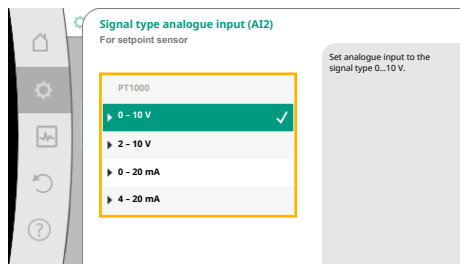 Signal type analogue input (AI2)
For setpoint sensor
Set analogue input to the
signal type 0...10 V.
PT1000
0 – 10 V
2 – 10 V
0 – 20 mA
4 – 20 mA
?